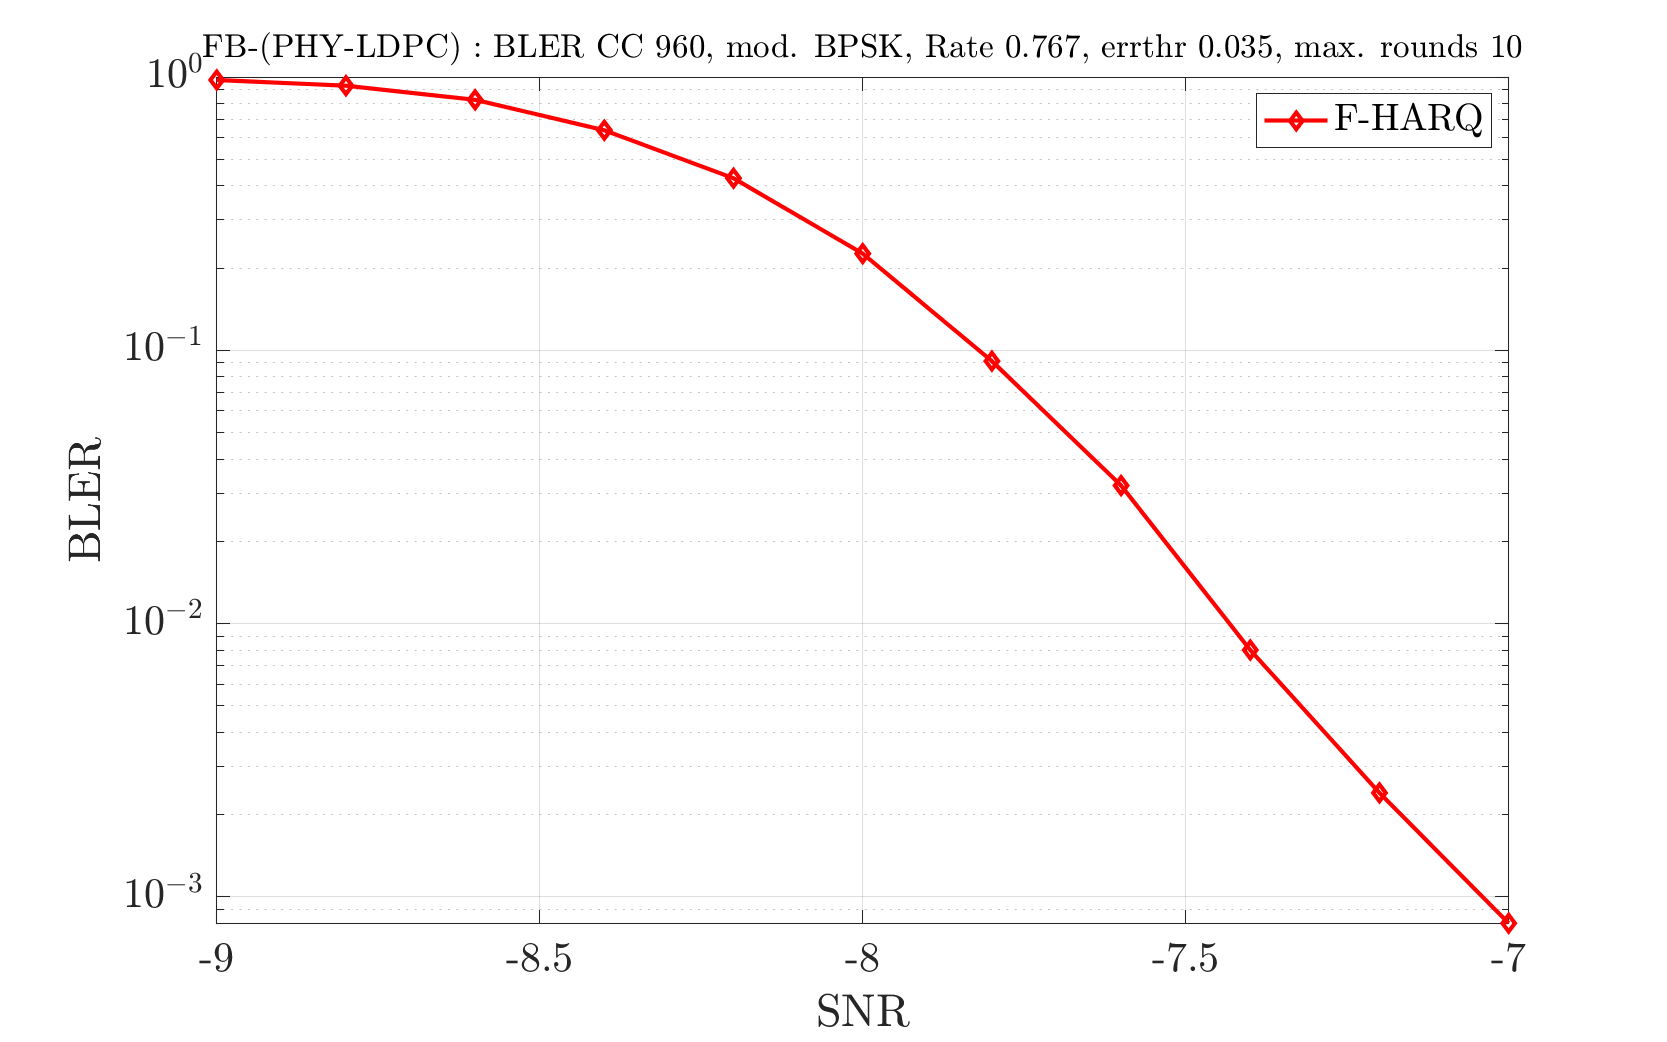 FB-(PHY-LDPC) : BLER CC 960, mod. BPSK, Rate 0.767, errthr 0.035, max. rounds 10
10^0
F-HARQ
10^{-1}
BLER
10^{-2}
10^{-3}
-9 -8.5 -8 -7.5 -7
SNR